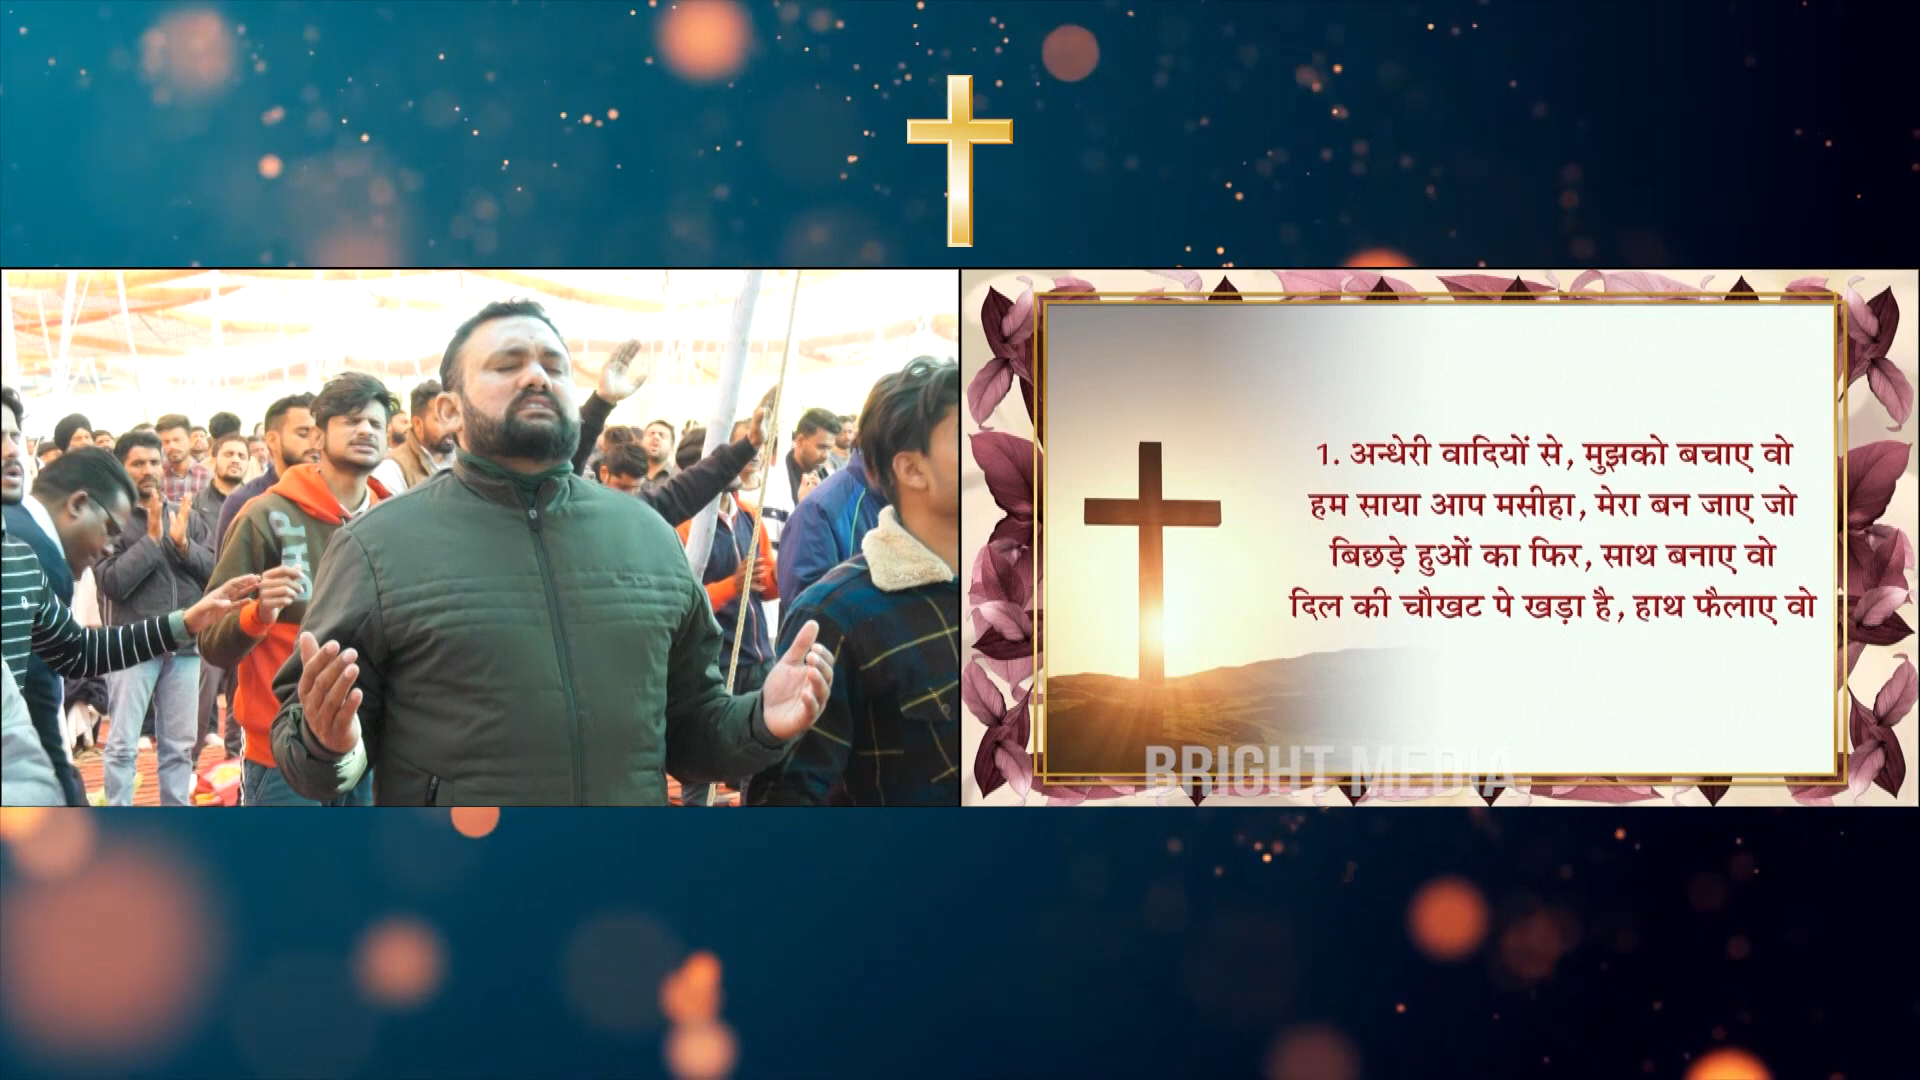 1. अन्धेरी वादियों से, मुझको बचाए वो
हम साया आप मसीहा, मेरा बन जाए जो
बिछड़े हुओं का फिर, साथ बनाए वो
दिल की चौखट पे खड़ा है, हाथ फैलाए वो
BRIGHT MEDIA